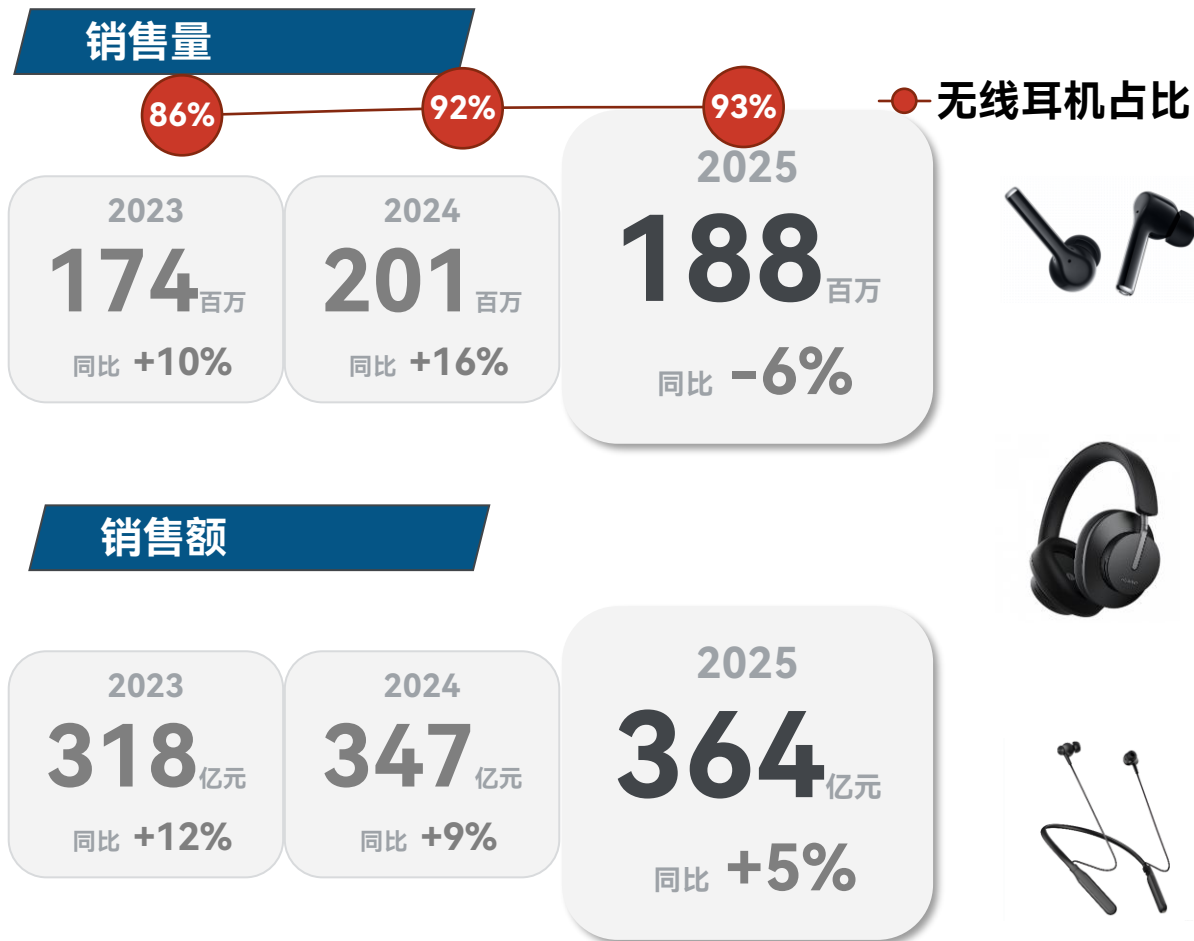 销售量
86%
92%
93%
无线耳机占比
2023
174百万
同比 +10%
2024
201百万
同比 +16%
2025
188百万
同比 -6%
销售额
2023
318亿元
同比 +12%
2024
347亿元
同比 +9%
2025
364亿元
同比 +5%